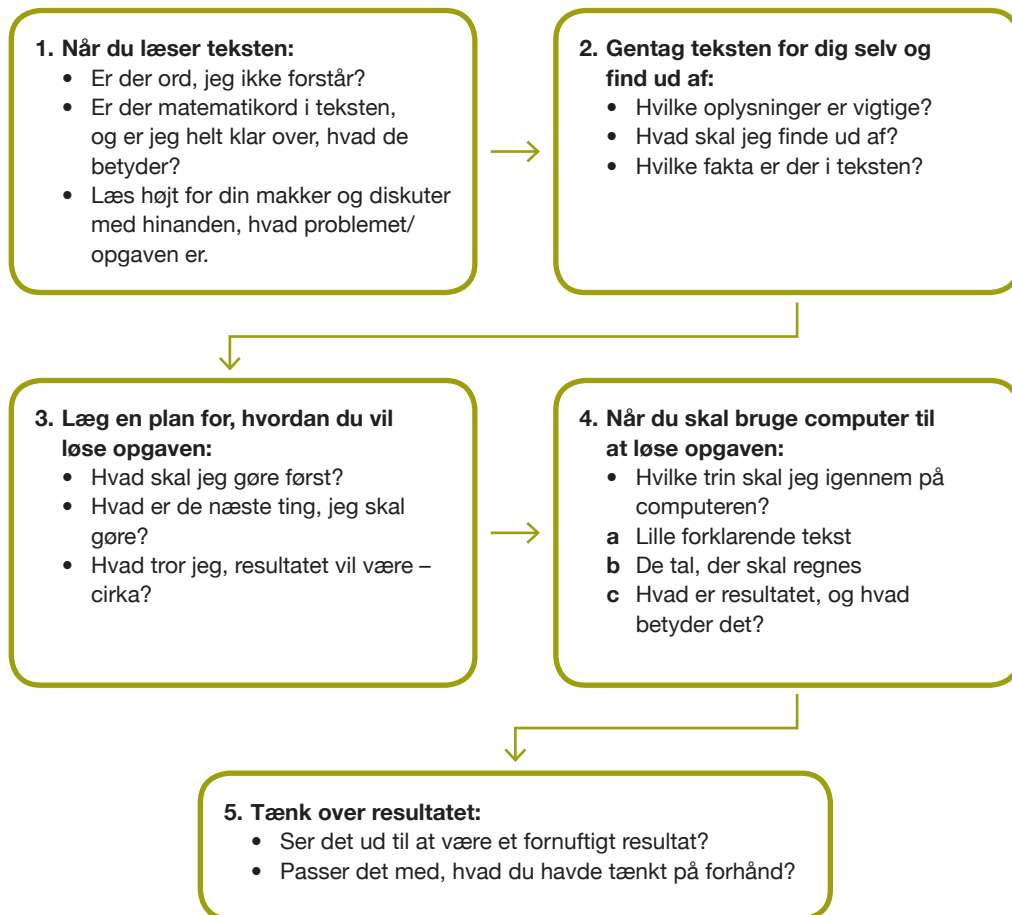 1. Når du læser teksten:
• Er der ord, jeg ikke forstår?
• Er der matematikord i teksten,
og er jeg helt klar over, hvad de
betyder?
• Læs højt for din makker og diskuter
med hinanden, hvad problemet/
opgaven er.
2. Gentag teksten for dig selv og
find ud af:
• Hvilke oplysninger er vigtige?
• Hvad skal jeg finde ud af?
• Hvilke fakta er der i teksten?
3. Læg en plan for, hvordan du vil
løse opgaven:
• Hvad skal jeg gøre først?
• Hvad er de næste ting, jeg skal
gøre?
• Hvad tror jeg, resultatet vil være –
cirka?
4. Når du skal bruge computer til
at løse opgaven:
• Hvilke trin skal jeg igennem på
computeren?
a Lille forklarende tekst
b De tal, der skal regnes
c Hvad er resultatet, og hvad
betyder det?
5. Tænk over resultatet:
• Ser det ud til at være et fornuftigt resultat?
• Passer det med, hvad du havde tænkt på forhånd?